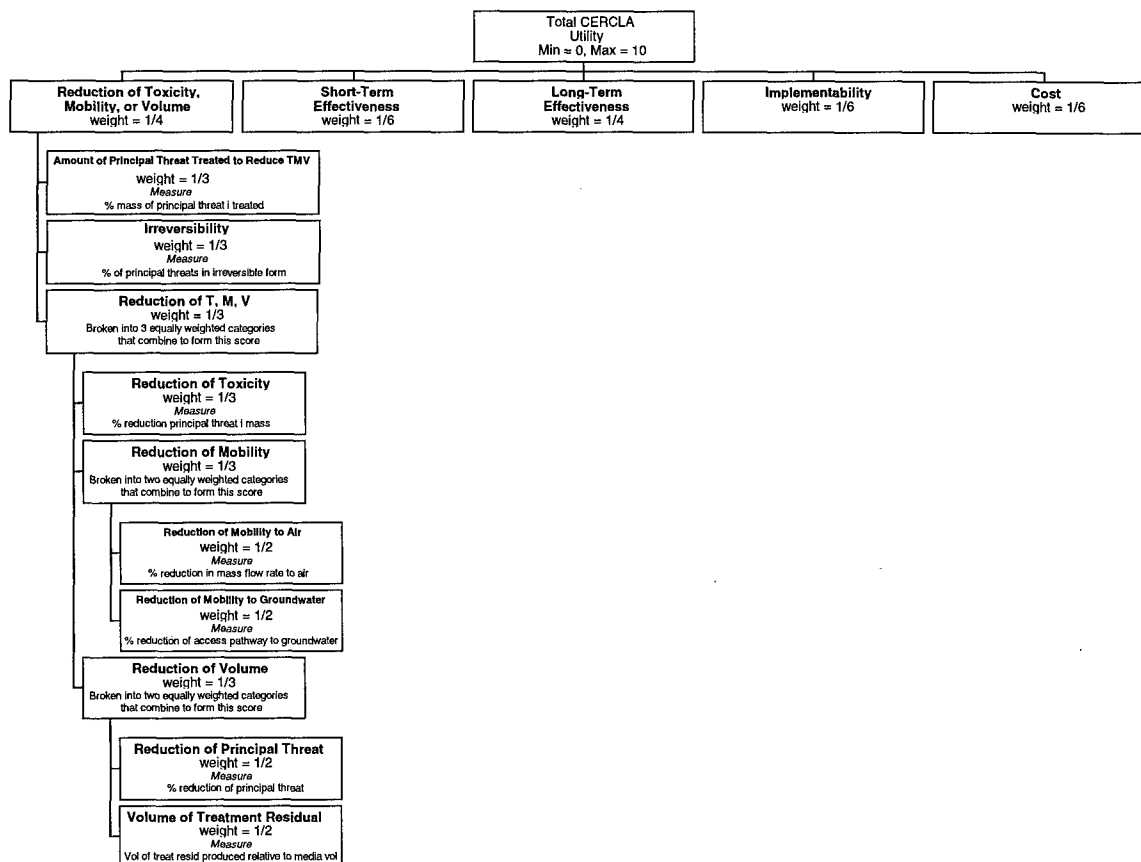 Total CERCLA
Utility
Min = 0, Max = 10
Reduction of Toxicity,
Mobility, or Volume
weight = 1/4
Short-Term
Effectiveness
weight = 1/6
Long-Term
Effectiveness
weight = 1/4
Implementability
weight = 1/6
Cost
weight = 1/6
Amount of Principal Threat Treated to Reduce TMV
weight = 1/3
Measure
% mass of principal threat i treated
Irreversibility
weight = 1/3
Measure
% of principal threats in irreversible form
Reduction of T, M, V
weight = 1/3
Broken into 3 equally weighted categories
that combine to form this score
Reduction of Toxicity
weight = 1/3
Measure
% reduction principal threat i mass
Reduction of Mobility
weight = 1/3
Broken into two equally weighted categories
that combine to form this score
Reduction of Mobility to Air
weight = 1/2
Measure
% reduction in mass flow rate to air
Reduction of Mobility to Groundwater
weight = 1/2
Measure
% reduction of access pathway to groundwater
Reduction of Volume
weight = 1/3
Broken into two equally weighted categories
that combine to form this score
Reduction of Principal Threat
weight = 1/2
Measure
% reduction of principal threat
Volume of Treatment Residual
weight = 1/2
Measure
Vol of treat resid produced relative to media vol